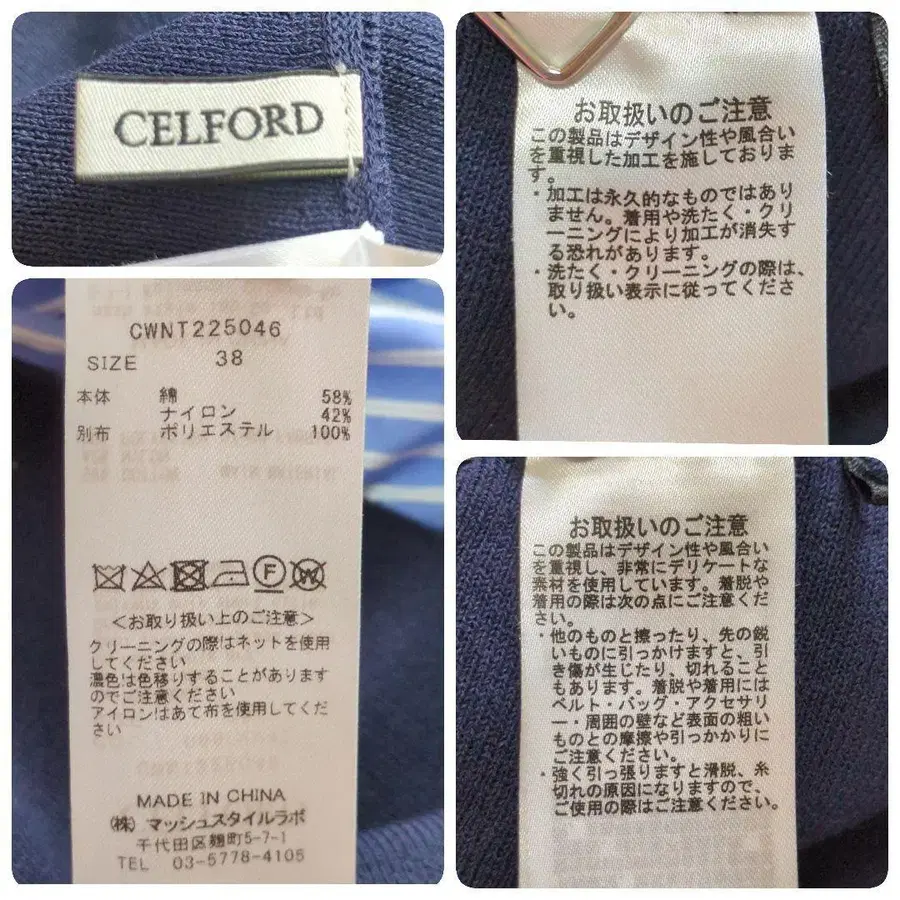 CELFORD
お取扱いのご注意
この製品はデザイン性や風合い
を重視した加工を施しておりま
す。
・加工は永久的なものではあり
ません。着用や洗たく・クリ
ーニングにより加工が消失す
る恐れがあります。
・洗たく・クリーニングの際は、
取り扱い表示に従ってくださ
い。
CWNT225046
SIZE 38
本体 綿 58%
ナイロン 42%
別布 ポリエステル 100%
F
W
<お取り扱い上のご注意>
クリーニングの際はネットを使用
してください
濃色は色移りすることがあります
のでご注意ください
アイロンはあて布を使用してくだ
さい
MADE IN CHINA
(株) マッシュスタイルラボ
千代田区麹町5-7-1
TEL 03-5778-4105
お取扱いのご注意
この製品はデザイン性や風合い
を重視し、非常にデリケートな
素材を使用しています。着脱や
着用の際は次の点にご注意くだ
さい。
・他のものと擦ったり、先の鋭
いものに引っかけますと、引
き傷が生じたり、切れること
もあります。着脱や着用には
ベルト・バッグ・アクセサリ
ー・周囲の壁など表面の粗い
ものとの摩擦や引っかかりに
ご注意ください。
・強く引っ張りますと滑脱、糸
切れの原因になりますので、
ご使用の際はご注意ください。